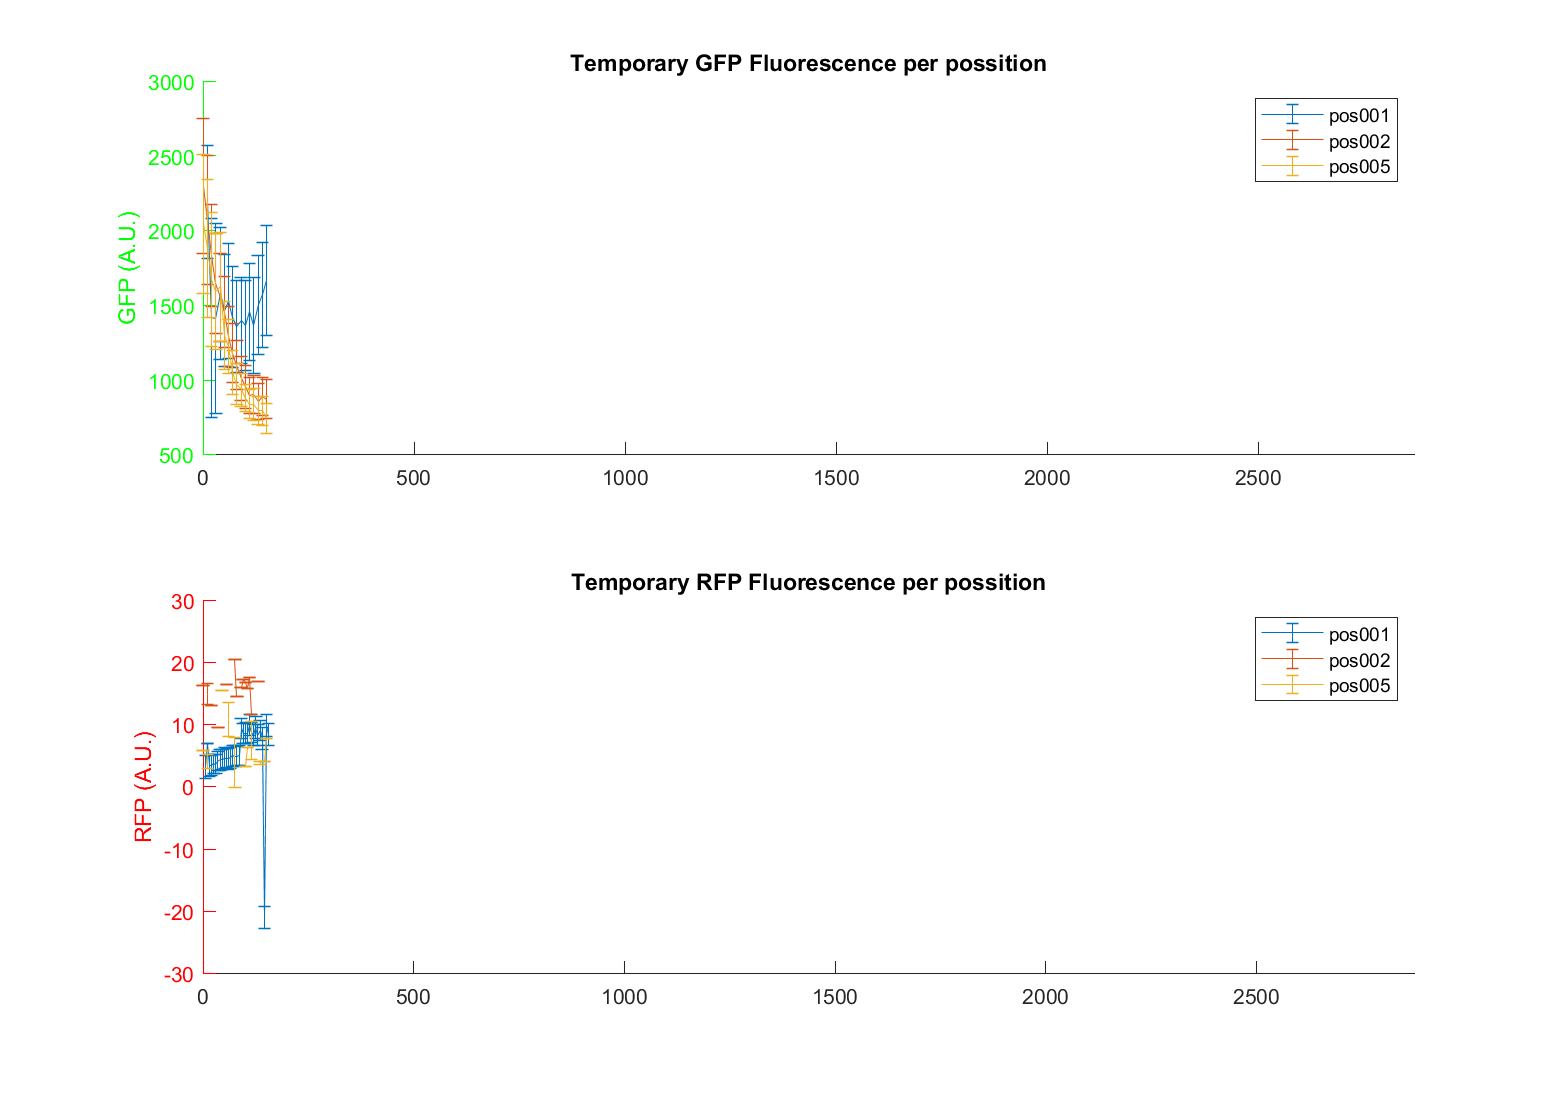 Temporary GFP Fluorescence per possition
3000
2500
2000
1500
1000
500
GFP (A.U.)
0 500 1000 1500 2000 2500
pos001
pos002
pos005
Temporary RFP Fluorescence per possition
30
20
10
0
-10
-20
-30
RFP (A.U.)
0 500 1000 1500 2000 2500
pos001
pos002
pos005